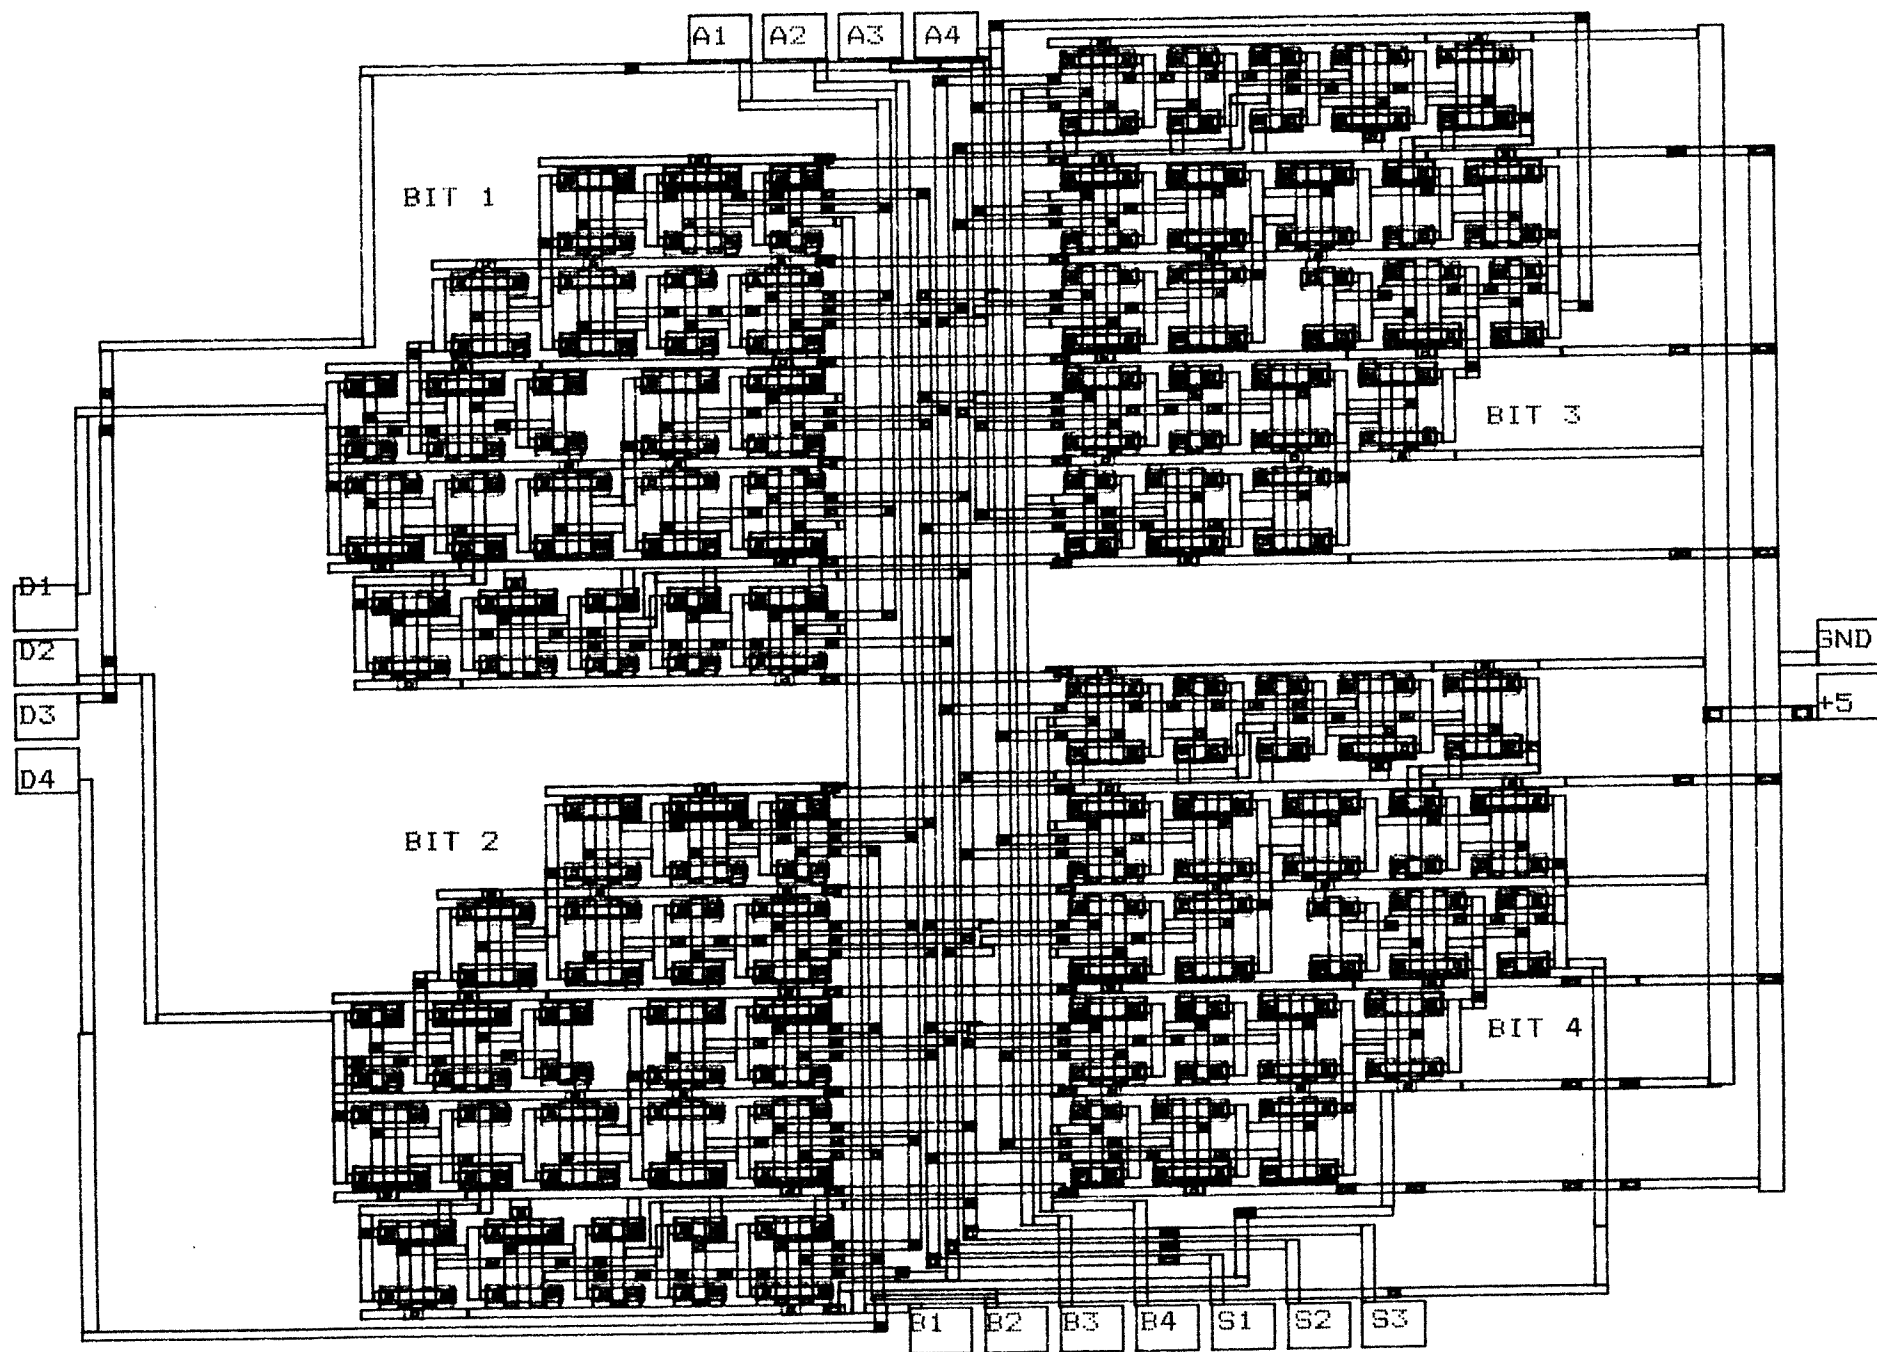 A1 A2 A3 A4
BIT 1
BIT 3
D1
D2
GND
D3
+5
D4
BIT 2
BIT 4
B1 B2 B3 B4 S1 S2 S3